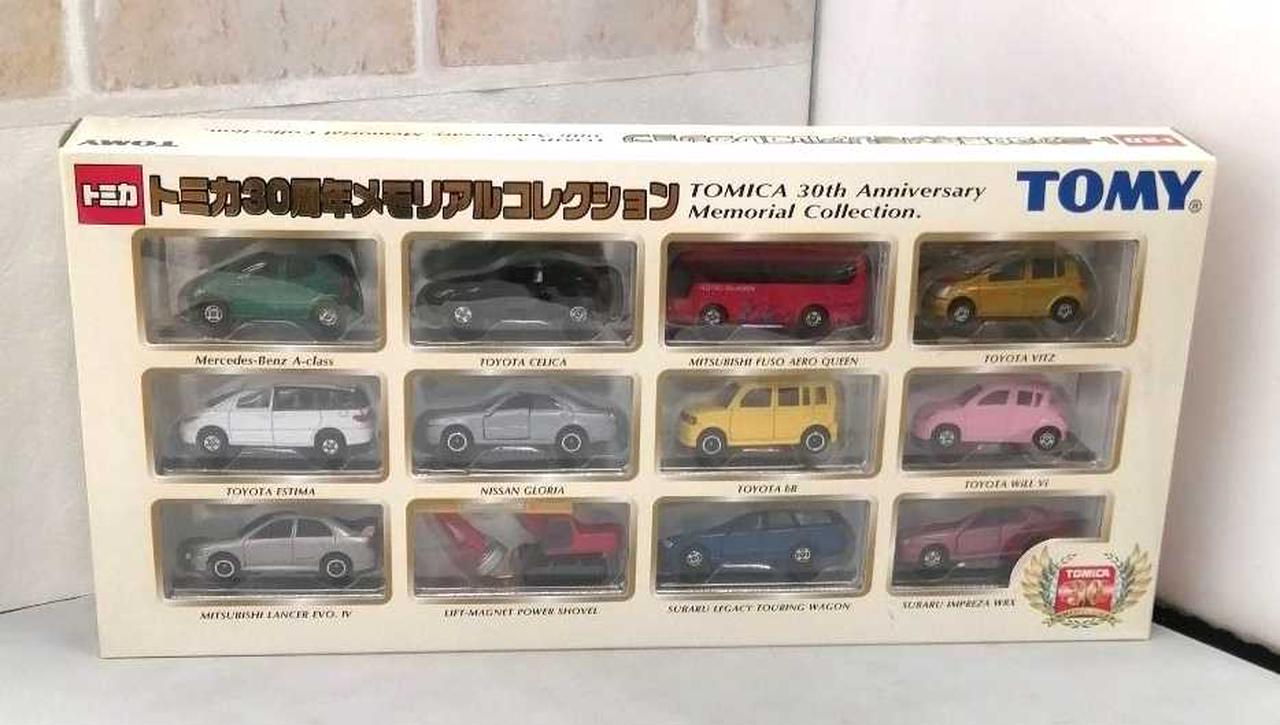 トミカ
トミカ30周年メモリアルコレクション
TOMICA 30th Anniversary
Memorial Collection.
TOMY®
Mercedes-Benz A-class
TOYOTA CELICA
MITSUBISHI FUSO AERO QUEEN
TOYOTA VITZ
TOYOTA ESTIMA
NISSAN GLORIA
TOYOTA bB
TOYOTA WiLL Vi
MITSUBISHI LANCER EVO. IV
LIFT-MAGNET POWER SHOVEL
SUBARU LEGACY TOURING WAGON
SUBARU IMPREZA WRX
TOMICA
30